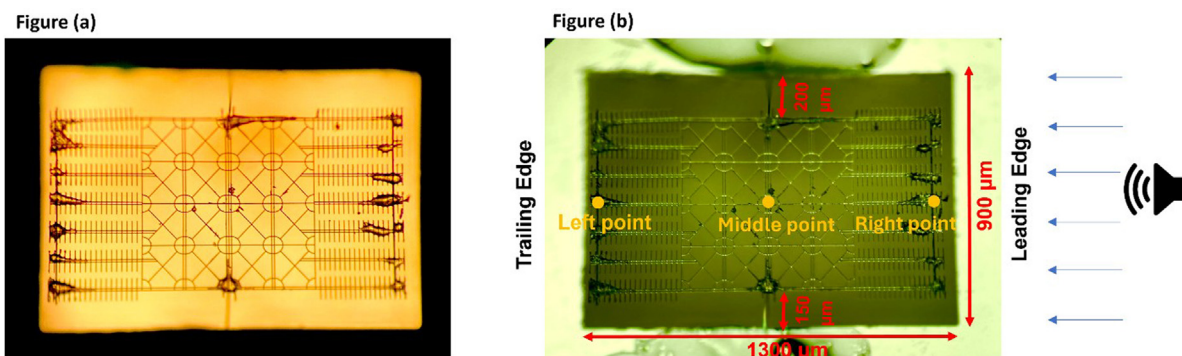 Figure (a)
Figure (b)
Trailing Edge
200
µm
Left point
Middle point
Right point
150
µm
1300 µm
900 µm
Leading Edge